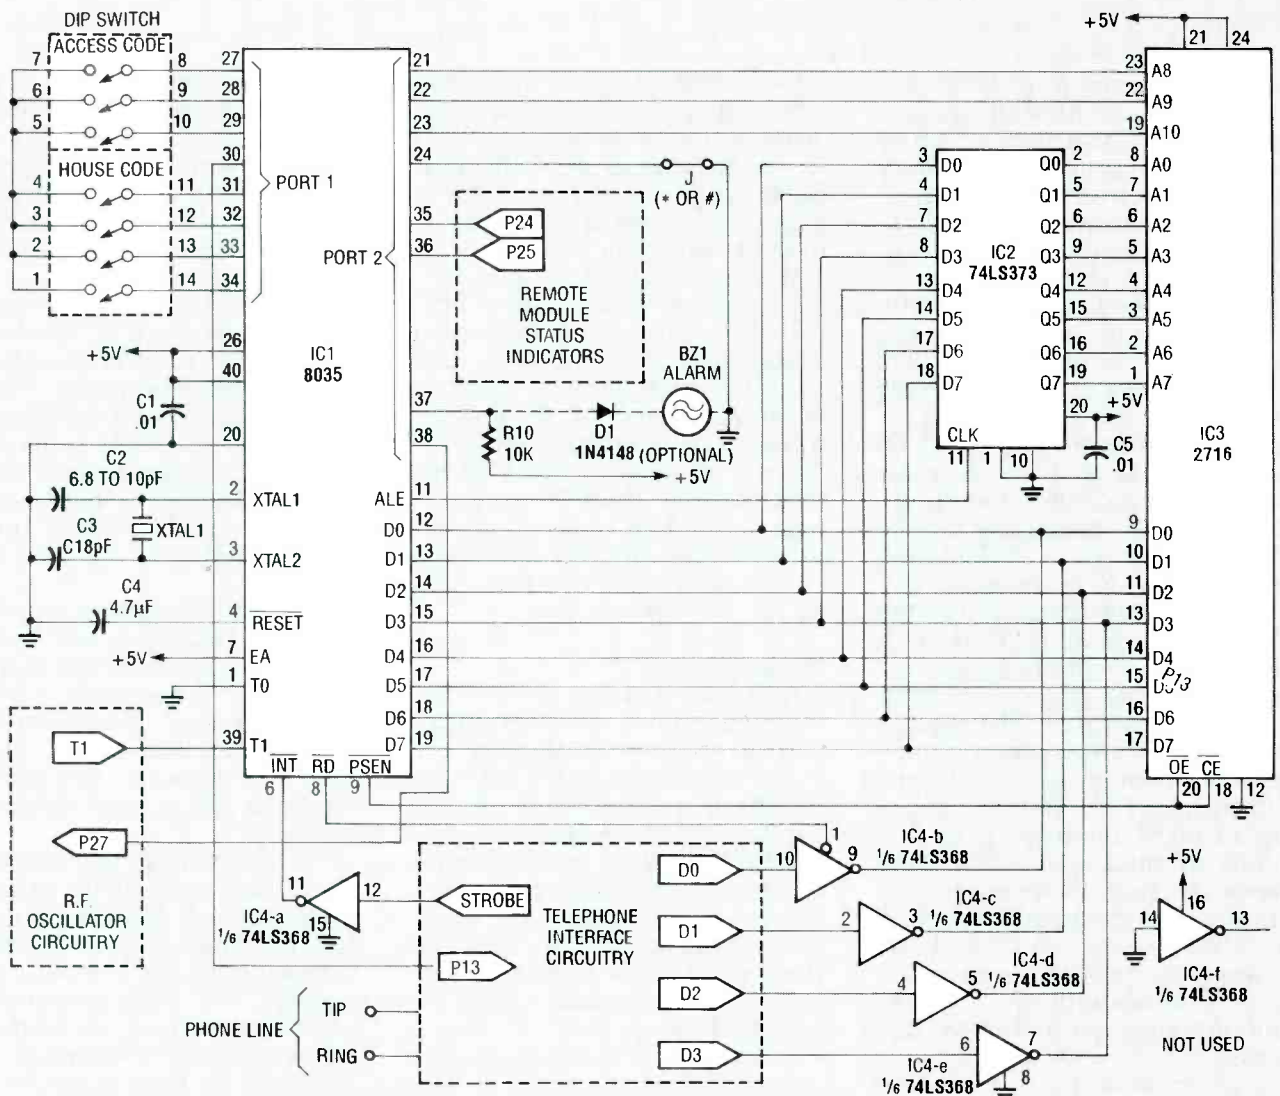 DIP SWITCH
ACCESS CODE
7 8 27
6 9 28
5 10 29
30
HOUSE CODE
4 11 31
3 12 32
2 13 33
1 14 34
PORT 1
PORT 2
21
22
23
24
35
36
J
(* OR #)
P24
P25
REMOTE
MODULE
STATUS
INDICATORS
+5V
26
40
C1
.01
20
IC1
8035
37
38
R10
10K
D1
1N4148
BZ1
ALARM
(OPTIONAL)
+5V
C2
6.8 TO 10pF
2 XTAL1
XTAL1
C3
C18pF
3 XTAL2
C4
4.7µF
4 RESET
+5V
7 EA
1 T0
39 T1
INT RD PSEN
6 8 9
ALE 11
D0 12
D1 13
D2 14
D3 15
D4 16
D5 17
D6 18
D7 19
3 D0 Q0 2
4 D1 Q1 5
7 D2 Q2 6
8 D3 Q3 9
13 D4 Q4 12
14 D5 Q5 15
17 D6 Q6 16
18 D7 Q7 19
IC2
74LS373
CLK
11 1 10
20
+5V
C5
.01
+5V
21 24
23 A8
22 A9
19 A10
8 A0
7 A1
6 A2
5 A3
4 A4
3 A5
2 A6
1 A7
IC3
2716
9 D0
10 D1
11 D2
13 D3
14 D4
15 D5
P13
16 D6
17 D7
OE CE
20 18 12
T1
P27
R.F.
OSCILLATOR
CIRCUITRY
11 12
15
IC4-a
1/6 74LS368
STROBE
P13
TELEPHONE
INTERFACE
CIRCUITRY
PHONE LINE
TIP
RING
D0
D1
D2
D3
10 1 9
IC4-b
1/6 74LS368
2 3
IC4-c
1/6 74LS368
4 5
IC4-d
1/6 74LS368
6 7
8
IC4-e
1/6 74LS368
+5V
14 16 13
IC4-f
1/6 74LS368
NOT USED